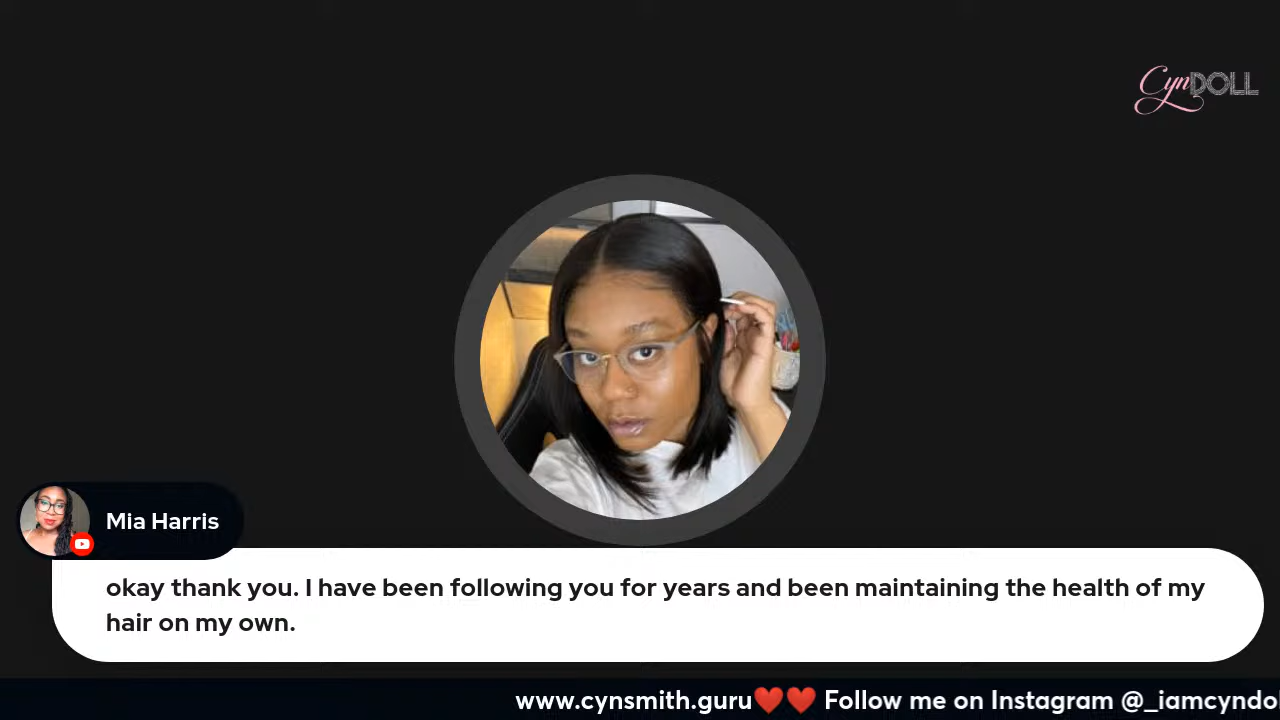 CynDOLL
Mia Harris
okay thank you. I have been following you for years and been maintaining the health of my
hair on my own.
www.cynsmith.guru❤️❤️ Follow me on Instagram @_iamcyndo